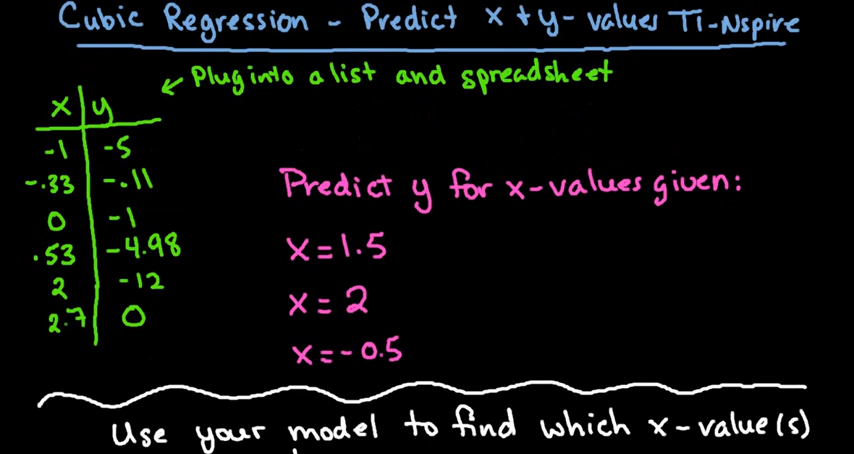 Cubic Regression - Predict x + y - values TI-Nspire
Plug into a list and spreadsheet
x y
-1 -5
-.33 -.11
0 -1
.53 -4.98
2 -12
2.7 0
Predict y for x-values given:
x = 1.5
x = 2
x = - 0.5
Use your model to find which x-value(s)